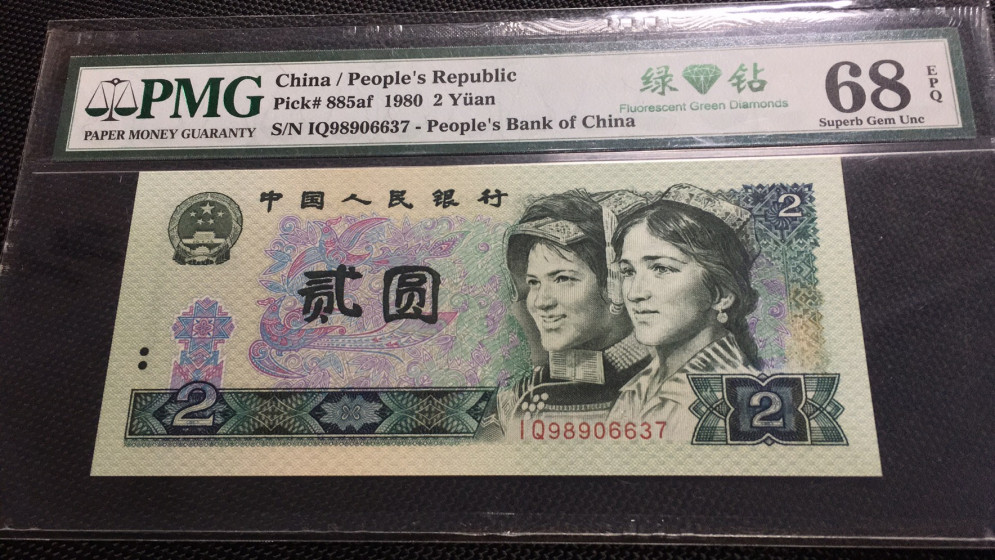 PMG
PAPER MONEY GUARANTY
China / People's Republic
Pick# 885af 1980 2 Yüan
S/N IQ98906637 - People's Bank of China
绿 钻
Fluorescent Green Diamonds
68 EPQ
Superb Gem Unc
中国人民银行
2
贰圆
2
2
IQ98906637